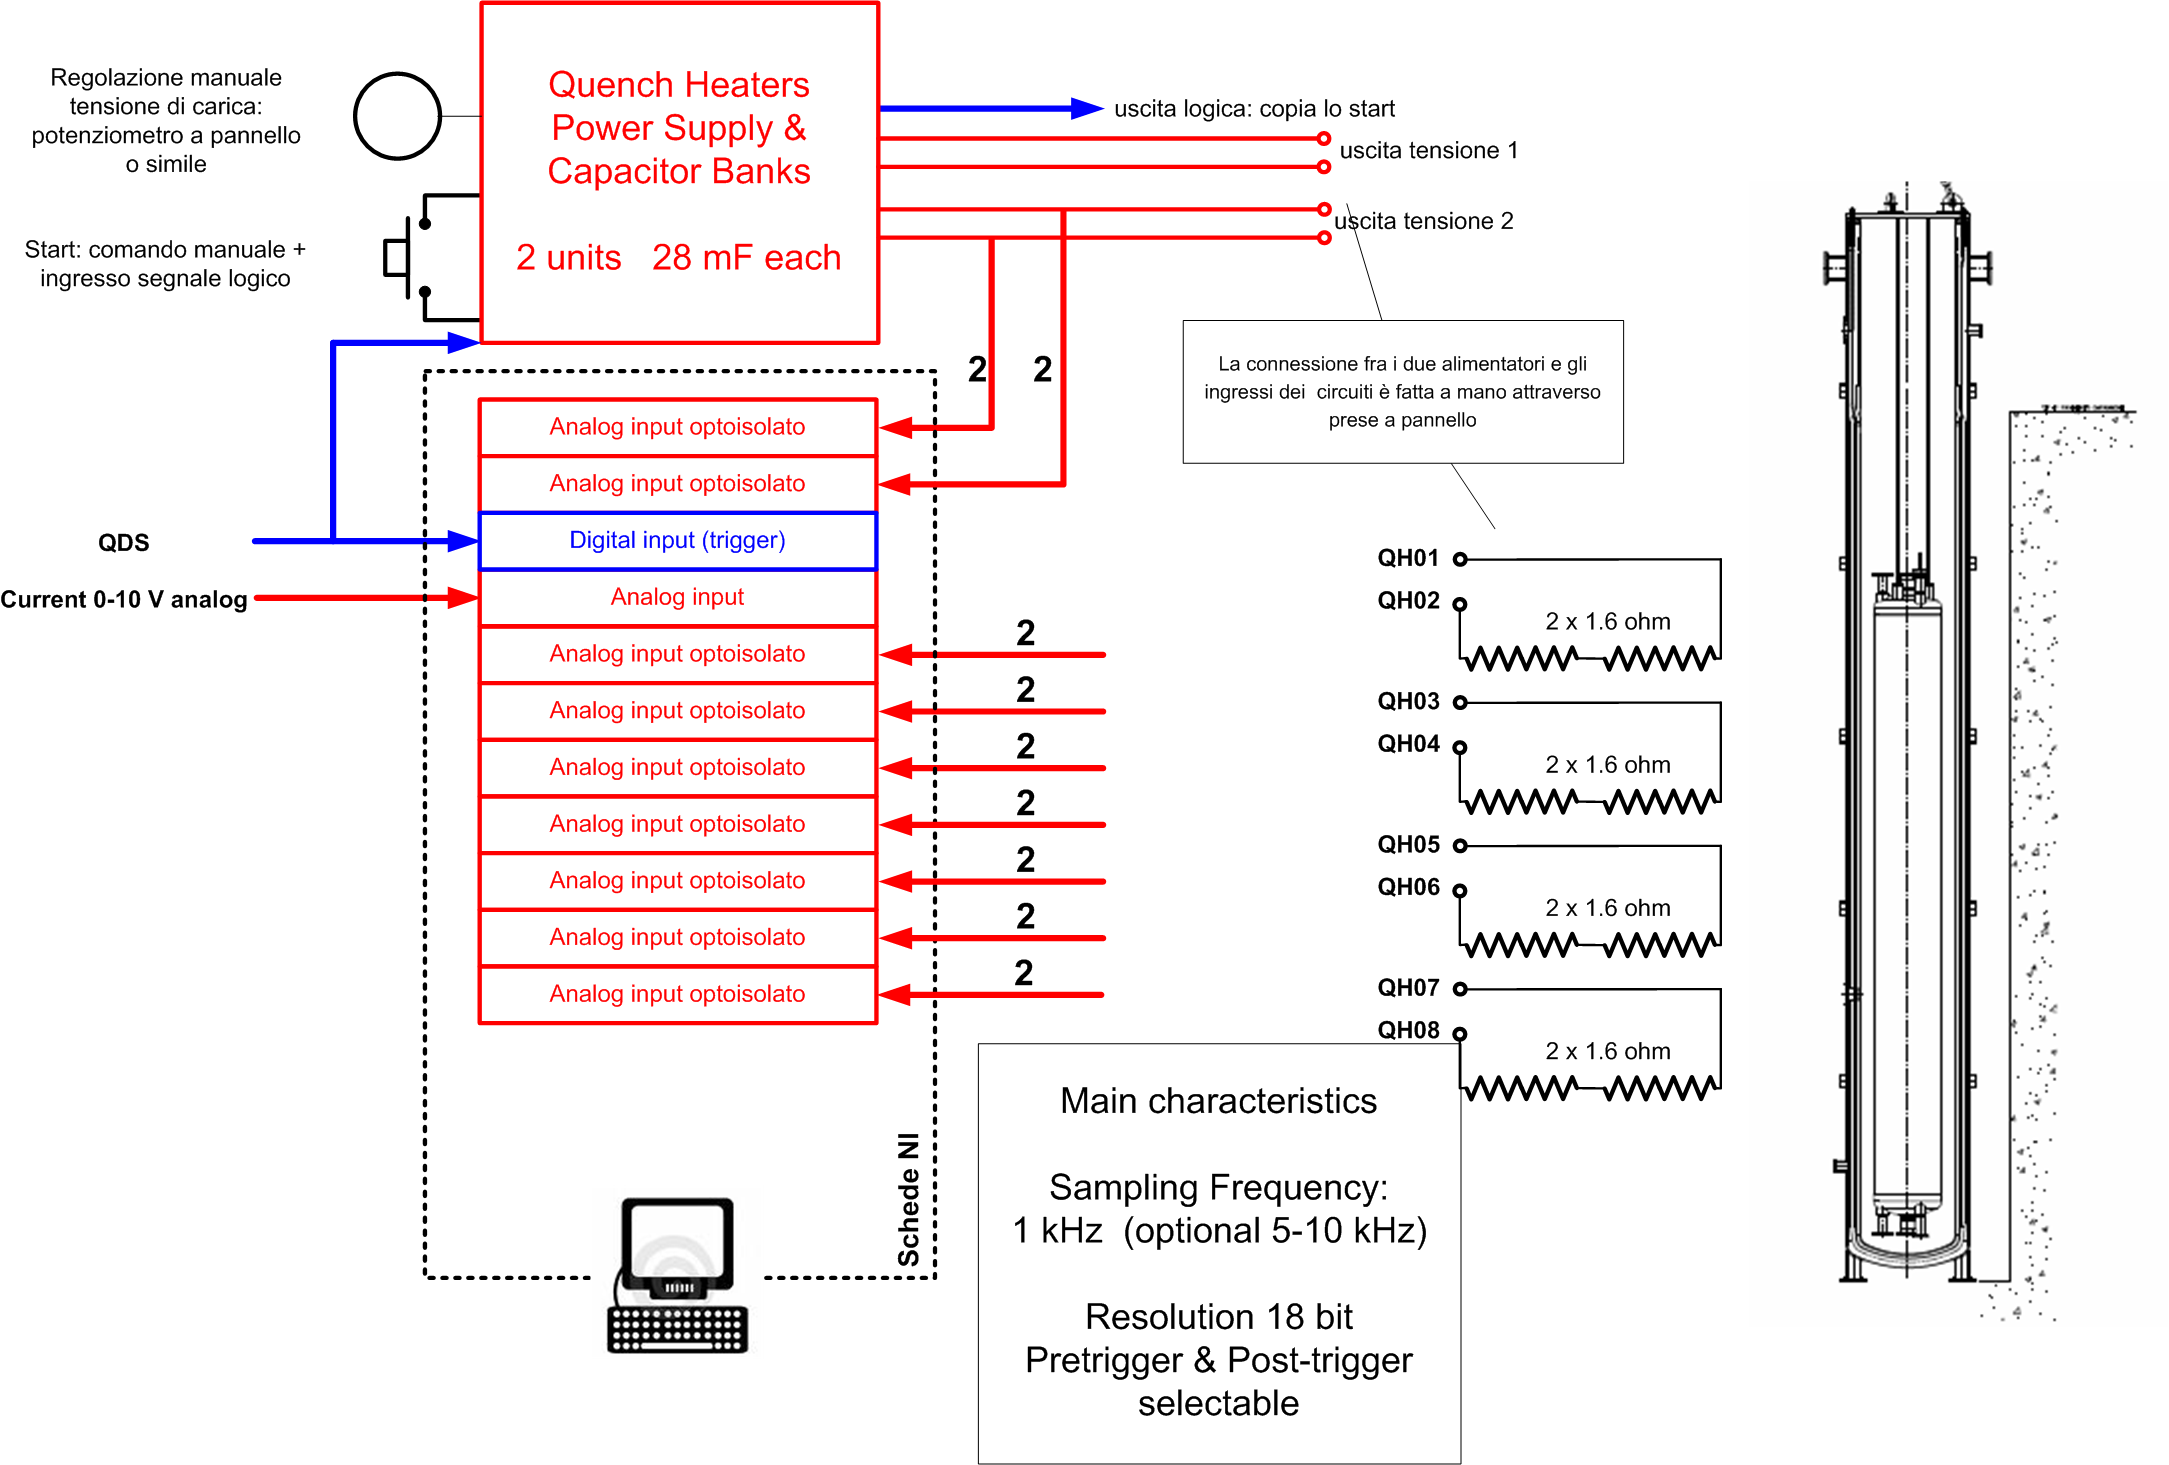 Regolazione manuale
tensione di carica:
potenziometro a pannello
o simile
Start: comando manuale +
ingresso segnale logico
Quench Heaters
Power Supply &
Capacitor Banks
2 units   28 mF each
uscita logica: copia lo start
uscita tensione 1
uscita tensione 2
2
2
La connessione fra i due alimentatori e gli
ingressi dei  circuiti è fatta a mano attraverso
prese a pannello
QDS
Current 0-10 V analog
Analog input optoisolato
Analog input optoisolato
Digital input (trigger)
Analog input
Analog input optoisolato
Analog input optoisolato
Analog input optoisolato
Analog input optoisolato
Analog input optoisolato
Analog input optoisolato
Analog input optoisolato
2
2
2
2
2
2
2
Schede NI
QH01
QH02
2 x 1.6 ohm
QH03
QH04
2 x 1.6 ohm
QH05
QH06
2 x 1.6 ohm
QH07
QH08
2 x 1.6 ohm
Main characteristics
Sampling Frequency:
1 kHz  (optional 5-10 kHz)
Resolution 18 bit
Pretrigger & Post-trigger
selectable